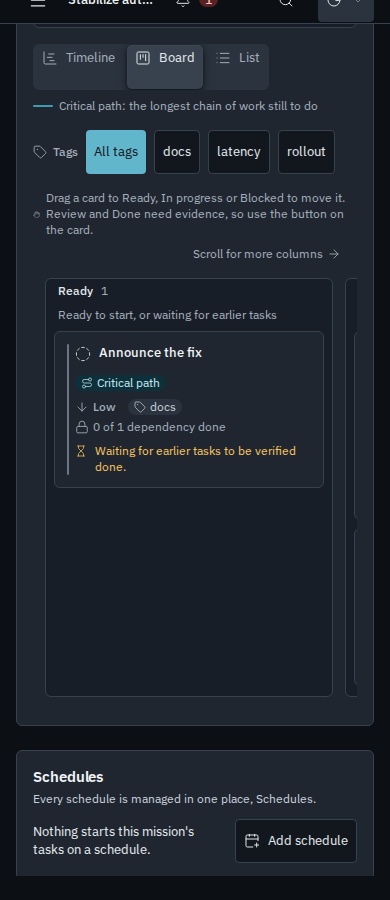 Stabilize aut...
1
Timeline
Board
List
Critical path: the longest chain of work still to do
Tags
All tags
docs
latency
rollout
Drag a card to Ready, In progress or Blocked to move it.
Review and Done need evidence, so use the button on
the card.
Scroll for more columns
Ready 1
Ready to start, or waiting for earlier tasks
Announce the fix
Critical path
Low
docs
0 of 1 dependency done
Waiting for earlier tasks to be verified
done.
Schedules
Every schedule is managed in one place, Schedules.
Nothing starts this mission's
tasks on a schedule.
Add schedule